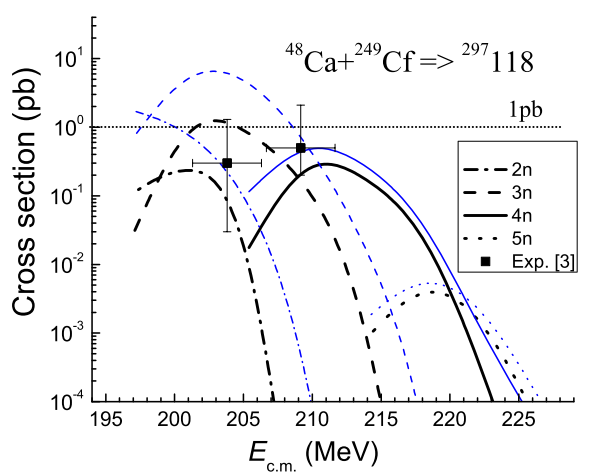 ⁴⁸Ca+²⁴⁹Cf => ²⁹⁷118
1pb
Cross section (pb)
10¹
10⁰
10⁻¹
10⁻²
10⁻³
10⁻⁴
2n
3n
4n
5n
Exp. [3]
195 200 205 210 215 220 225
E_c.m. (MeV)